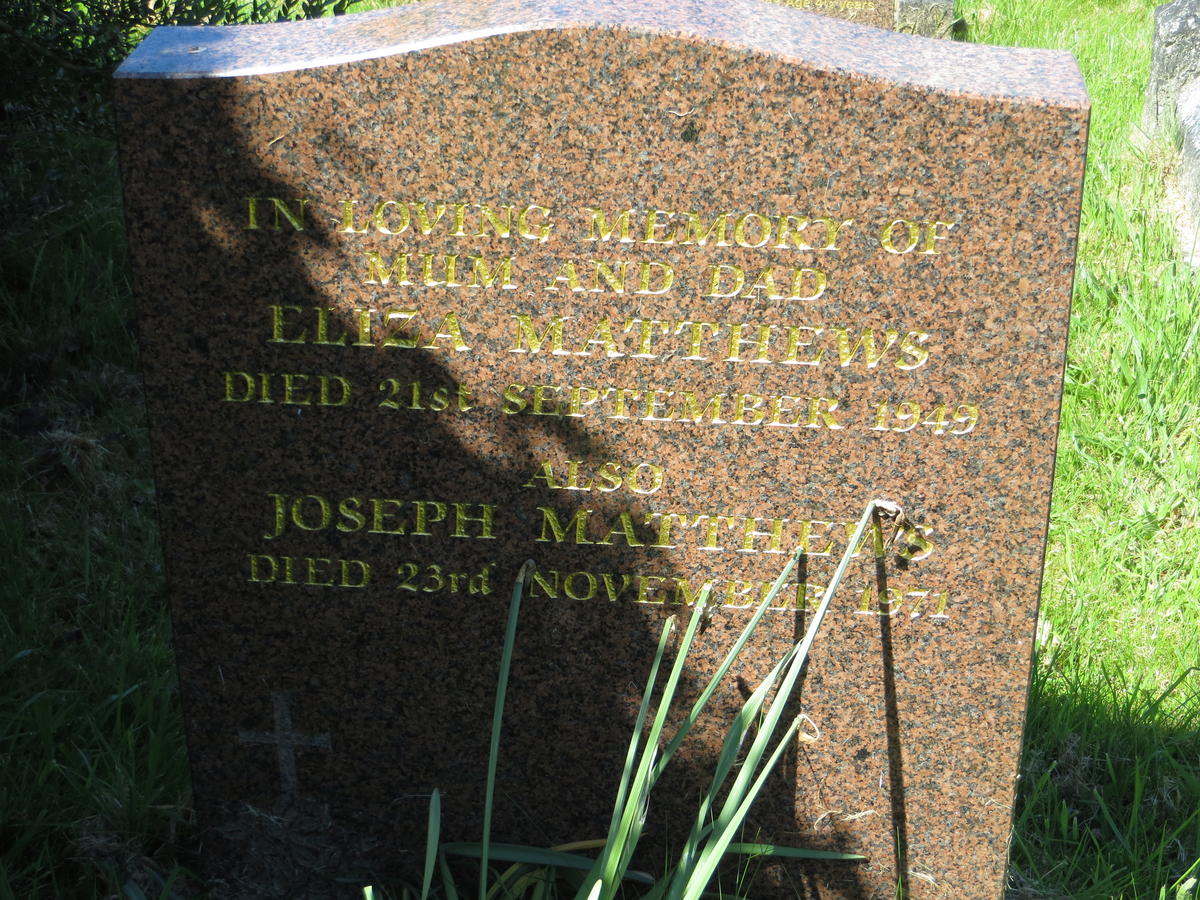 IN LOVING MEMORY OF
MUM AND DAD
ELIZA MATTHEWS
DIED 21st SEPTEMBER 1949
ALSO
JOSEPH MATTHEWS
DIED 23rd NOVEMBER 1971